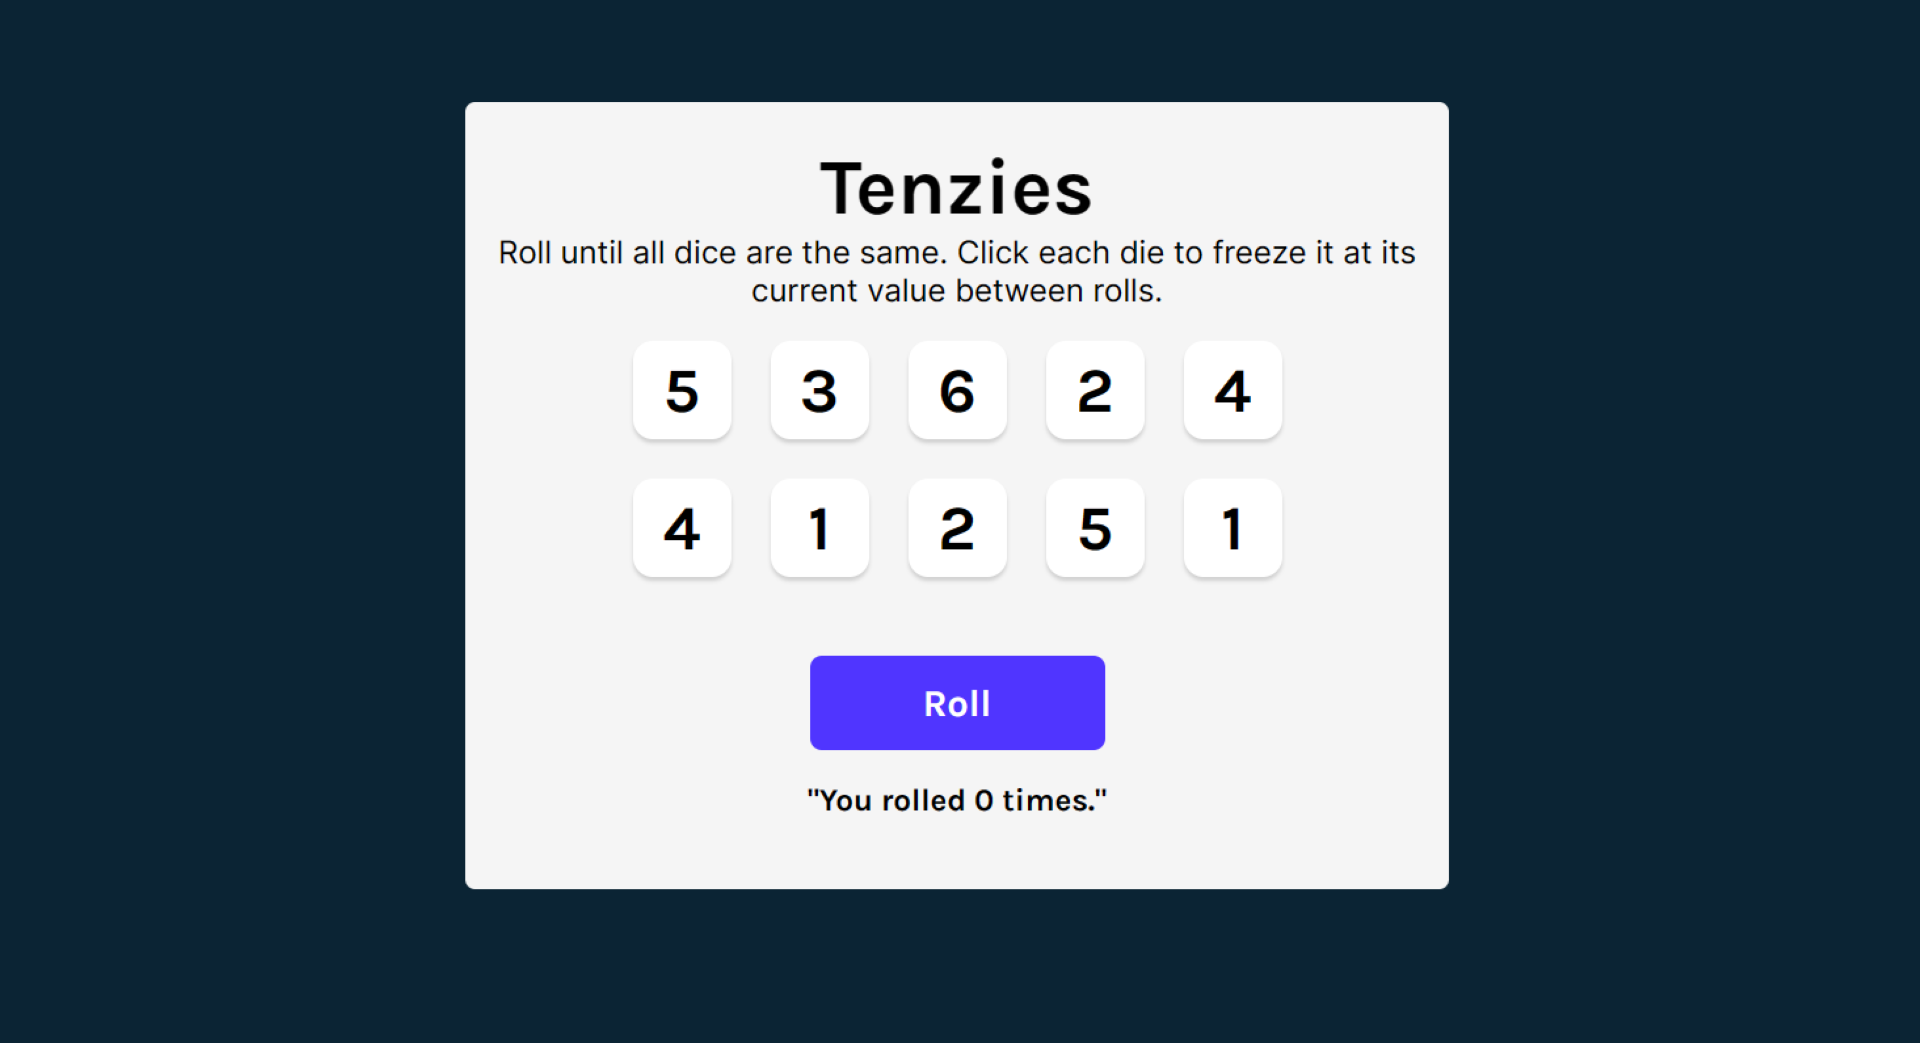 Tenzies
Roll until all dice are the same. Click each die to freeze it at its
current value between rolls.
5 3 6 2 4
4 1 2 5 1
Roll
"You rolled 0 times."